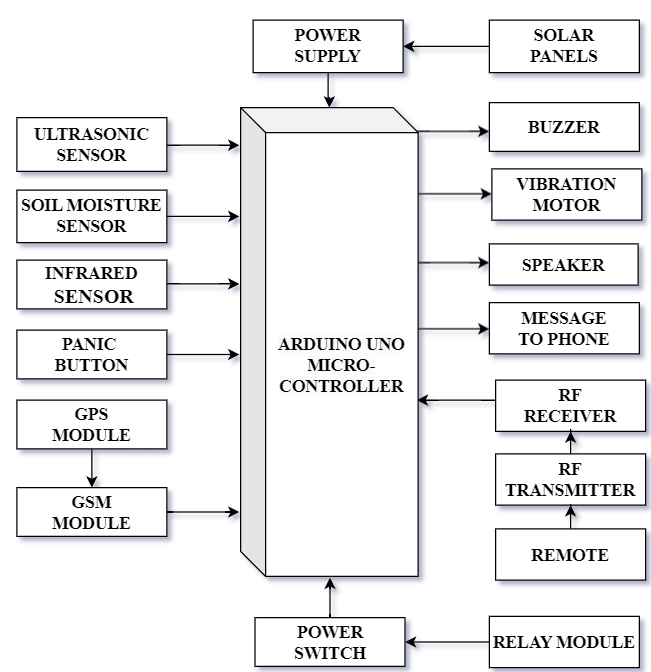 POWER
SUPPLY
SOLAR
PANELS
ULTRASONIC
SENSOR
SOIL MOISTURE
SENSOR
INFRARED
SENSOR
PANIC
BUTTON
GPS
MODULE
GSM
MODULE
ARDUINO UNO
MICRO-
CONTROLLER
BUZZER
VIBRATION
MOTOR
SPEAKER
MESSAGE
TO PHONE
RF
RECEIVER
RF
TRANSMITTER
REMOTE
POWER
SWITCH
RELAY MODULE